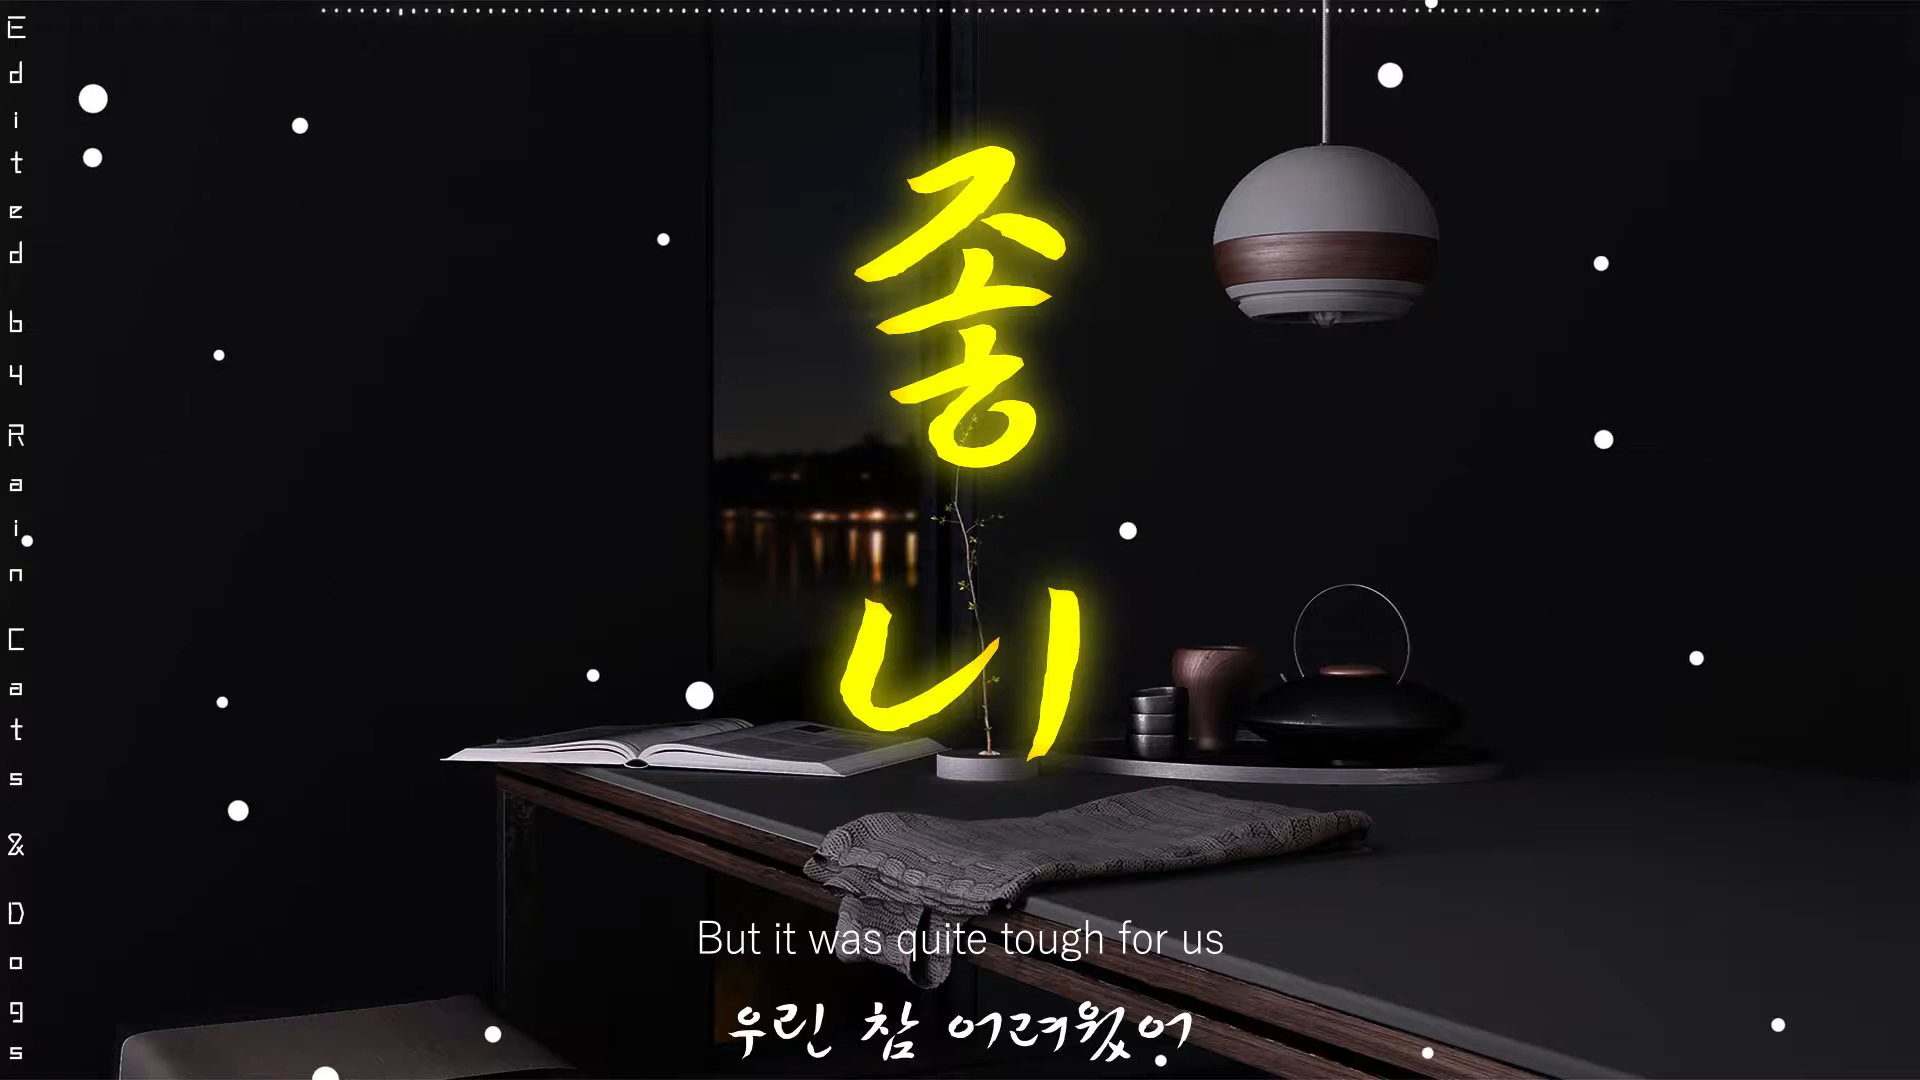 Edited by Rain Cats & Dogs
좋
니
But it was quite tough for us
우린 참 어려웠어